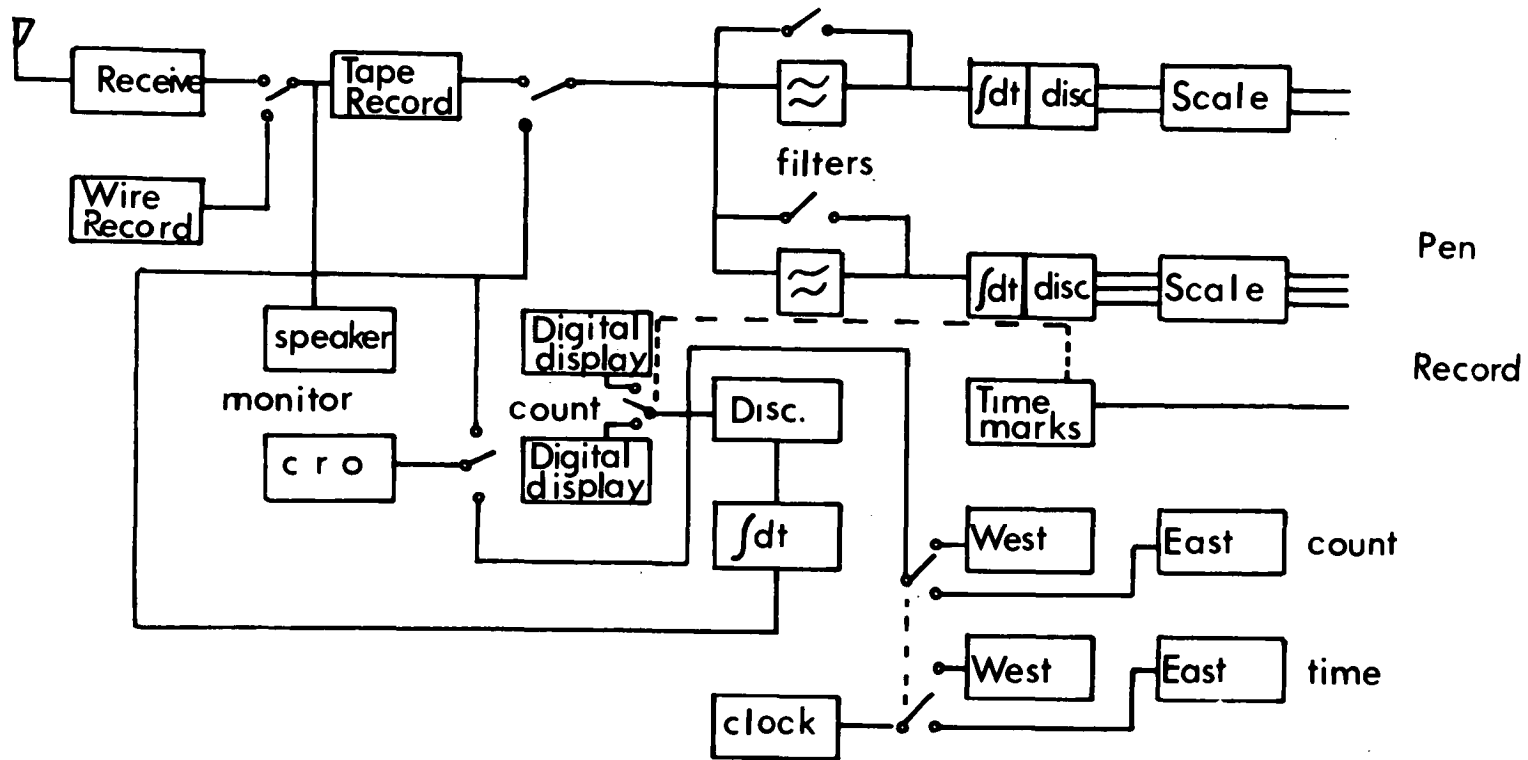 Receive
Tape
Record
∫dt
disc
Scale
filters
Wire
Record
Pen
∫dt
disc
Scale
speaker
Digital
display
monitor
count
Disc.
Time
marks
Record
c r o
Digital
display
∫dt
West
East
count
West
East
time
clock